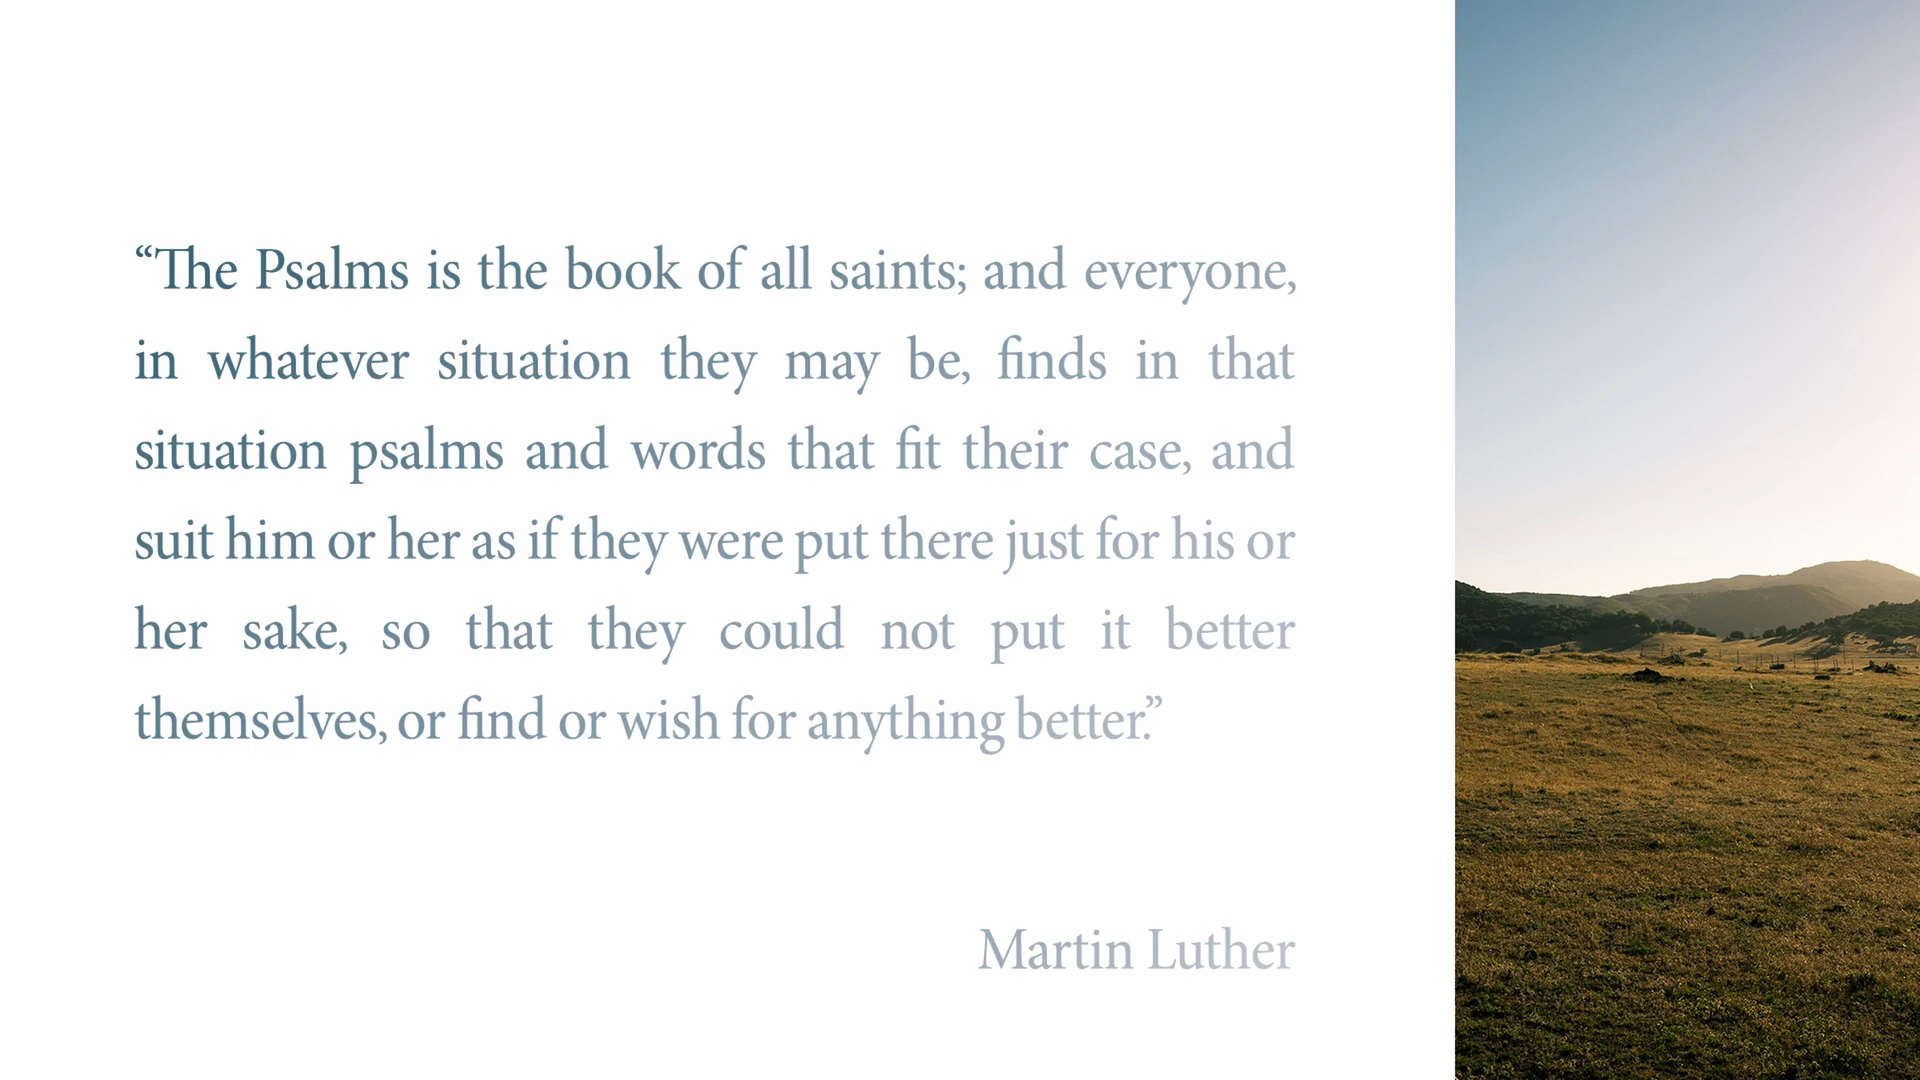 “The Psalms is the book of all saints; and everyone,
in whatever situation they may be, finds in that
situation psalms and words that fit their case, and
suit him or her as if they were put there just for his or
her sake, so that they could not put it better
themselves, or find or wish for anything better.”
Martin Luther